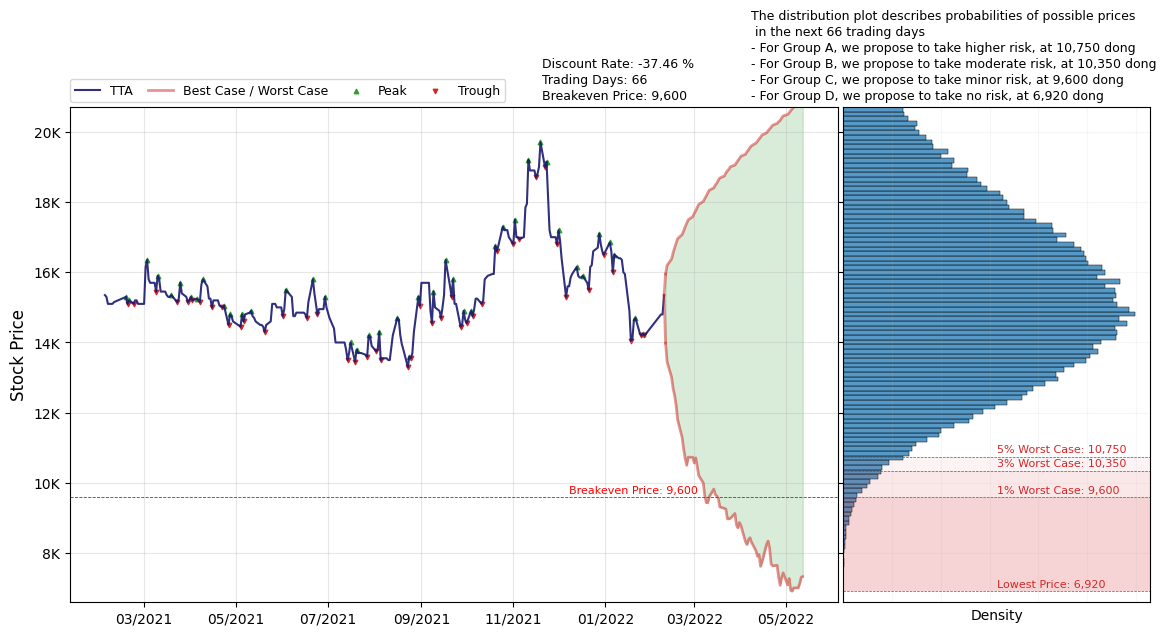 The distribution plot describes probabilities of possible prices
in the next 66 trading days
- For Group A, we propose to take higher risk, at 10,750 dong
- For Group B, we propose to take moderate risk, at 10,350 dong
- For Group C, we propose to take minor risk, at 9,600 dong
- For Group D, we propose to take no risk, at 6,920 dong
Discount Rate: -37.46 %
Trading Days: 66
Breakeven Price: 9,600
TTA
Best Case / Worst Case
Peak
Trough
Stock Price
20K
18K
16K
14K
12K
10K
8K
Breakeven Price: 9,600
03/2021
05/2021
07/2021
09/2021
11/2021
01/2022
03/2022
05/2022
5% Worst Case: 10,750
3% Worst Case: 10,350
1% Worst Case: 9,600
Lowest Price: 6,920
Density